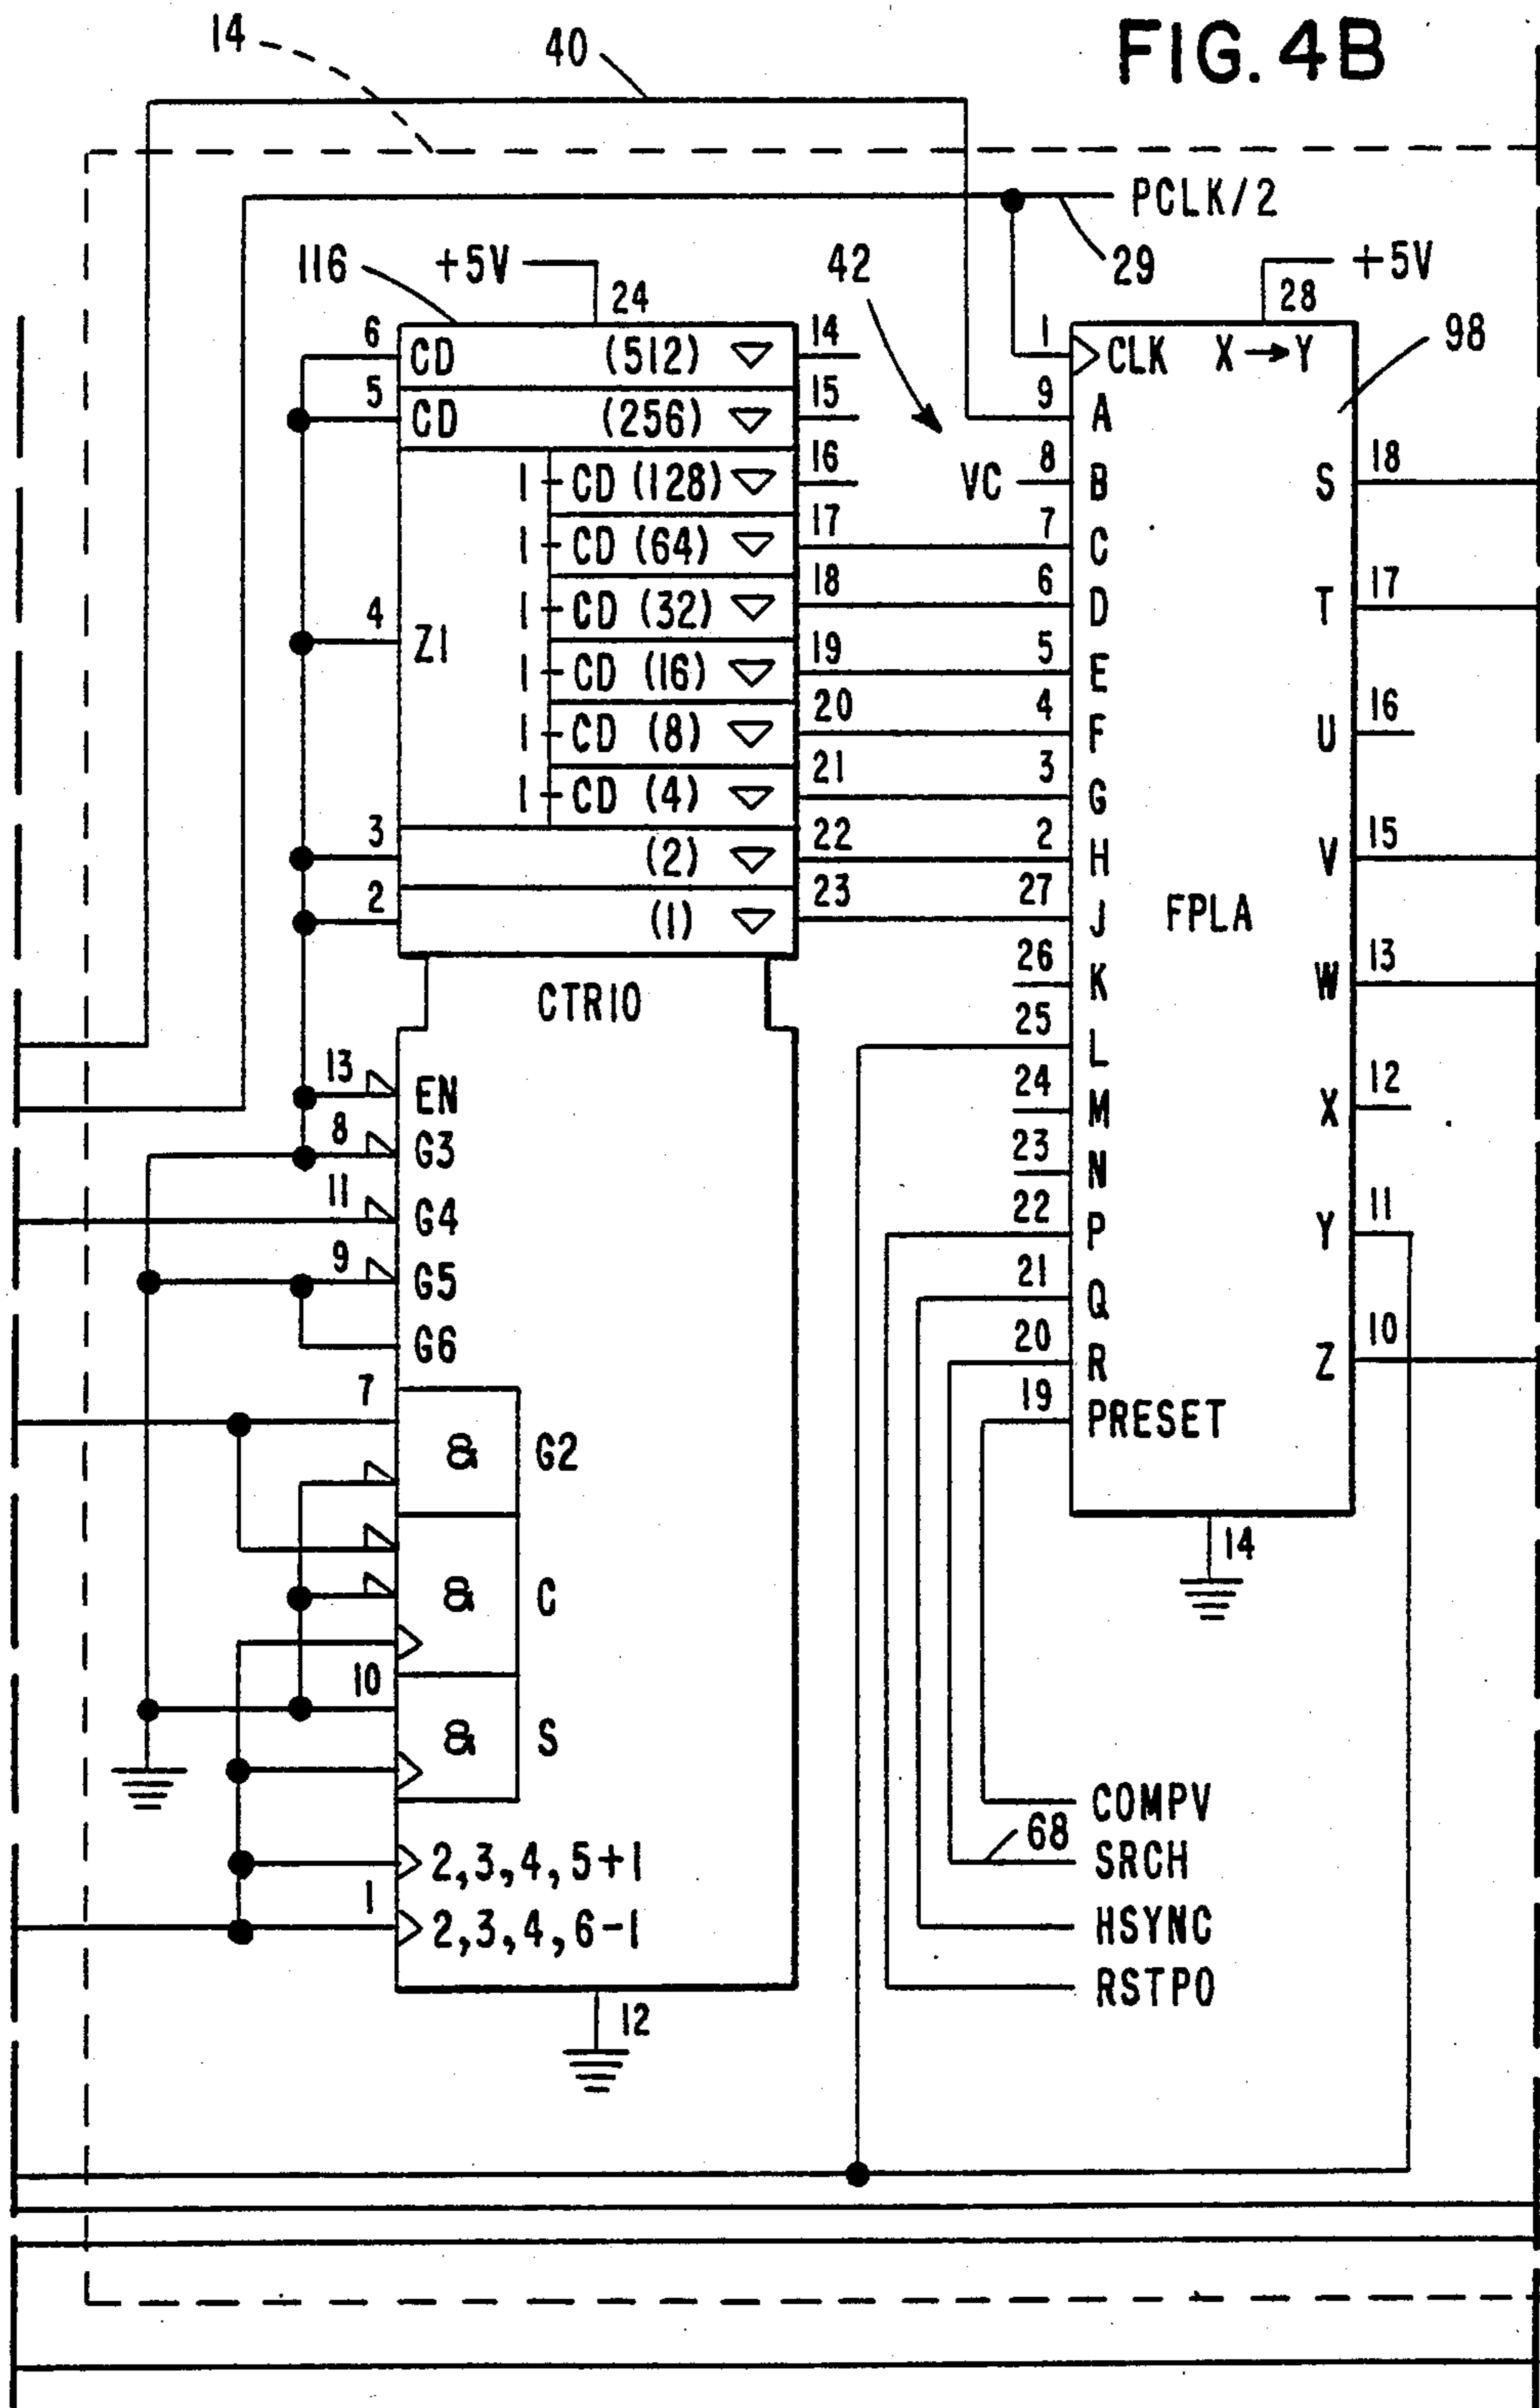 FIG. 4B
14
40
PCLK/2
29
116
+5V
24
42
+5V
28
98
6
CD
(512)
14
5
CD
(256)
15
1
CD
(128)
16
1
CD
(64)
17
1
CD
(32)
18
4
Z1
1
CD
(16)
19
1
CD
(8)
20
1
CD
(4)
21
3
(2)
22
2
(1)
23
CTR10
13
EN
8
G3
11
G4
9
G5
G6
7
&
G2
&
C
10
&
S
2,3,4,5+1
1
2,3,4,6-1
12
1
CLK
X→Y
9
A
VC
8
B
7
C
6
D
5
E
4
F
3
G
2
H
27
J
FPLA
26
K
25
L
24
M
23
N
22
P
21
Q
20
R
19
PRESET
S
18
T
17
U
16
V
15
W
13
X
12
Y
11
Z
10
14
COMPV
68
SRCH
HSYNC
RSTPO